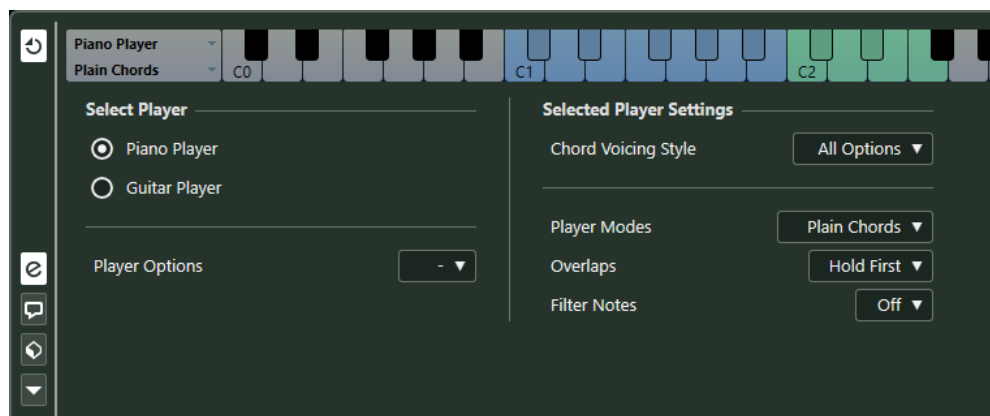 Piano Player
Plain Chords
C0
C1
C2
Select Player
Piano Player
Guitar Player
Player Options
-
Selected Player Settings
Chord Voicing Style
All Options
Player Modes
Plain Chords
Overlaps
Hold First
Filter Notes
Off